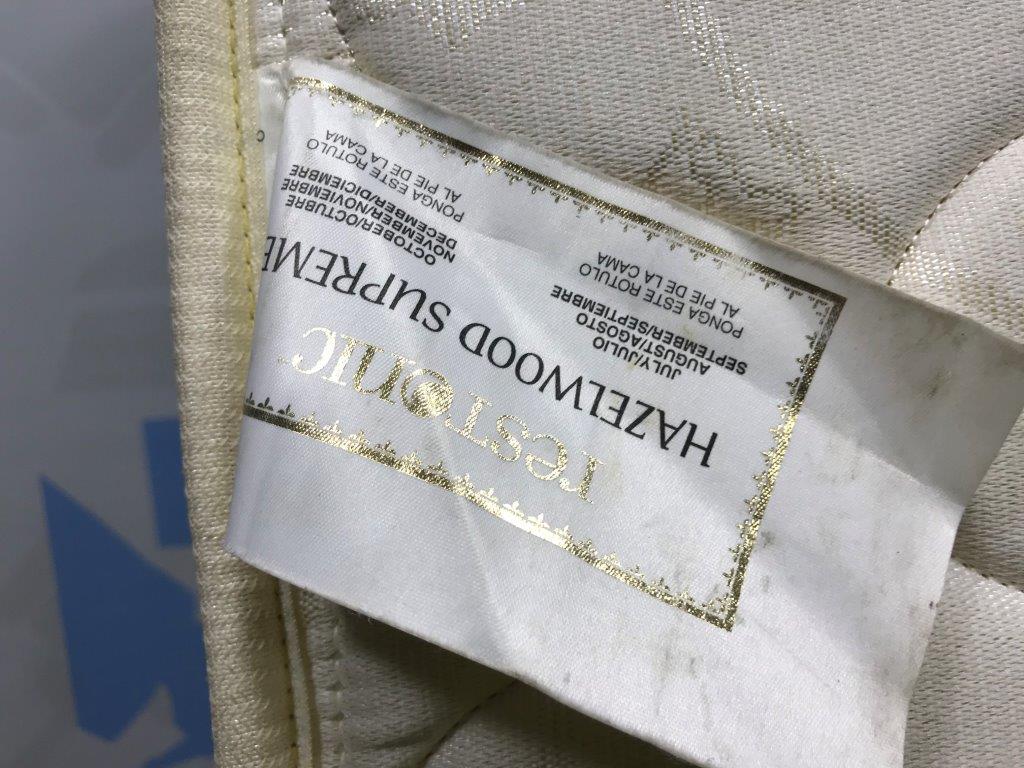 restonic
HAZELWOOD SUPREME
JULY/JULIO
AUGUST/AGOSTO
SEPTEMBER/SEPTIEMBRE
PONGA ESTE ROTULO
AL PIE DE LA CAMA
OCTOBER/OCTUBRE
NOVEMBER/NOVIEMBRE
DECEMBER/DICIEMBRE
PONGA ESTE ROTULO
AL PIE DE LA CAMA